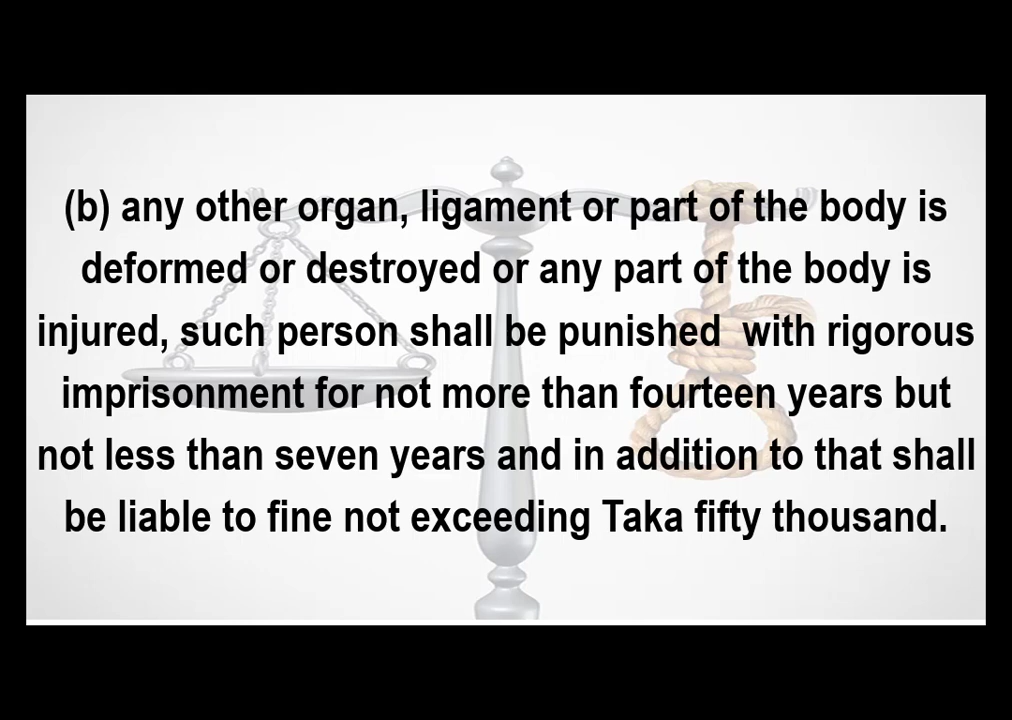 (b) any other organ, ligament or part of the body is
deformed or destroyed or any part of the body is
injured, such person shall be punished  with rigorous
imprisonment for not more than fourteen years but
not less than seven years and in addition to that shall
be liable to fine not exceeding Taka fifty thousand.